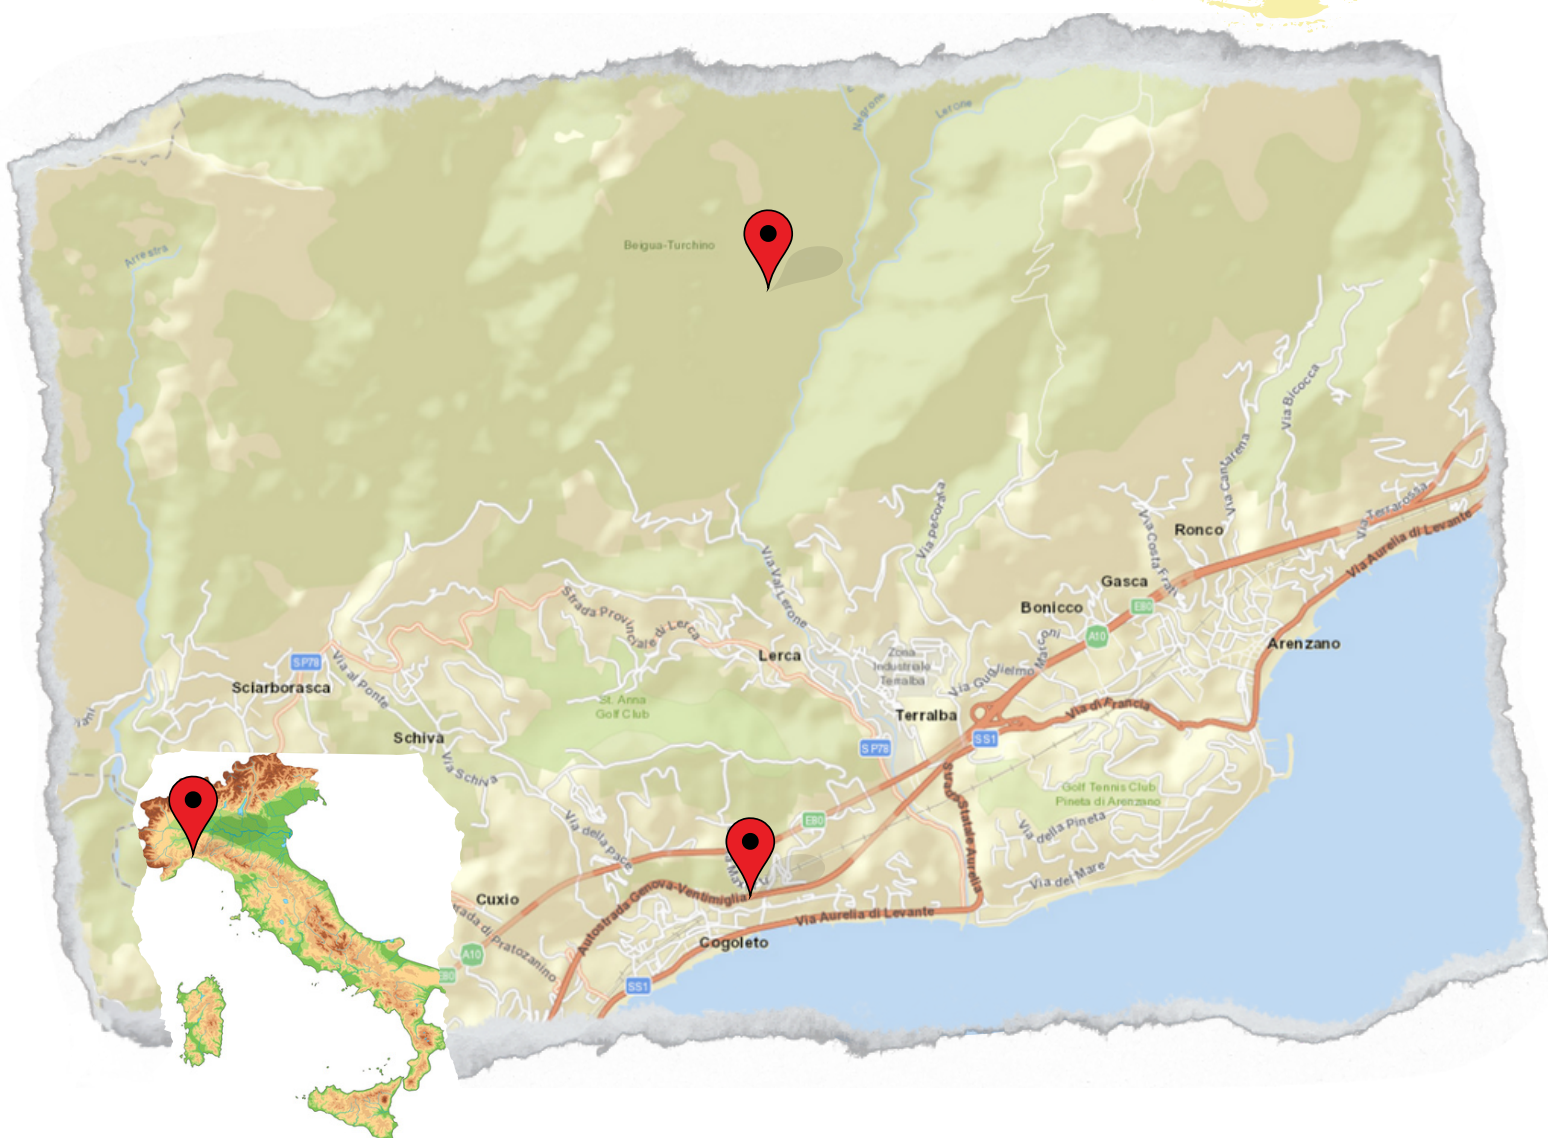 Negrone
Lerone
Arrestra
Beigua-Turchino
Via Bicocca
Via Cantarena
Via pecorara
Via Terrarossa
Ronco
Via Costa Frati
Via Aurelia di Levante
Via Val Lerone
Gasca
Strada Provinciale di Lerca
Bonicco
E80
A10
Via Guglielmo Marconi
Arenzano
Lerca
Zona
Industriale
Terralba
SP78
Via al Ponte
Sciarborasca
St. Anna
Golf Club
Via di Francia
Terralba
Schiva
SS1
SP78
Via Schiva
Strada Statale Aurelia
Golf Tennis Club
Pineta di Arenzano
E80
Via della Pineta
Via della pace
Via del Mare
Autostrada Genova-Ventimiglia
Cuxio
Via Aurelia di Levante
Cogoleto
di Pratozanino
A10
E80
SS1